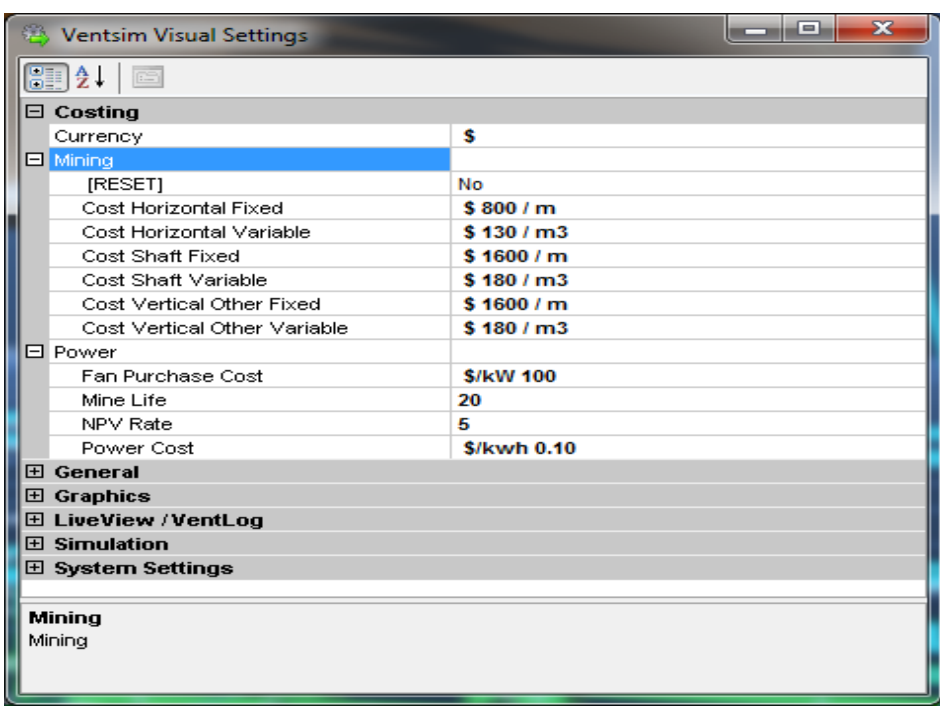 Ventsim Visual Settings
Costing
Currency $
Mining
[RESET] No
Cost Horizontal Fixed $ 800 / m
Cost Horizontal Variable $ 130 / m3
Cost Shaft Fixed $ 1600 / m
Cost Shaft Variable $ 180 / m3
Cost Vertical Other Fixed $ 1600 / m
Cost Vertical Other Variable $ 180 / m3
Power
Fan Purchase Cost $/kW 100
Mine Life 20
NPV Rate 5
Power Cost $/kwh 0.10
General
Graphics
LiveView / VentLog
Simulation
System Settings
Mining
Mining